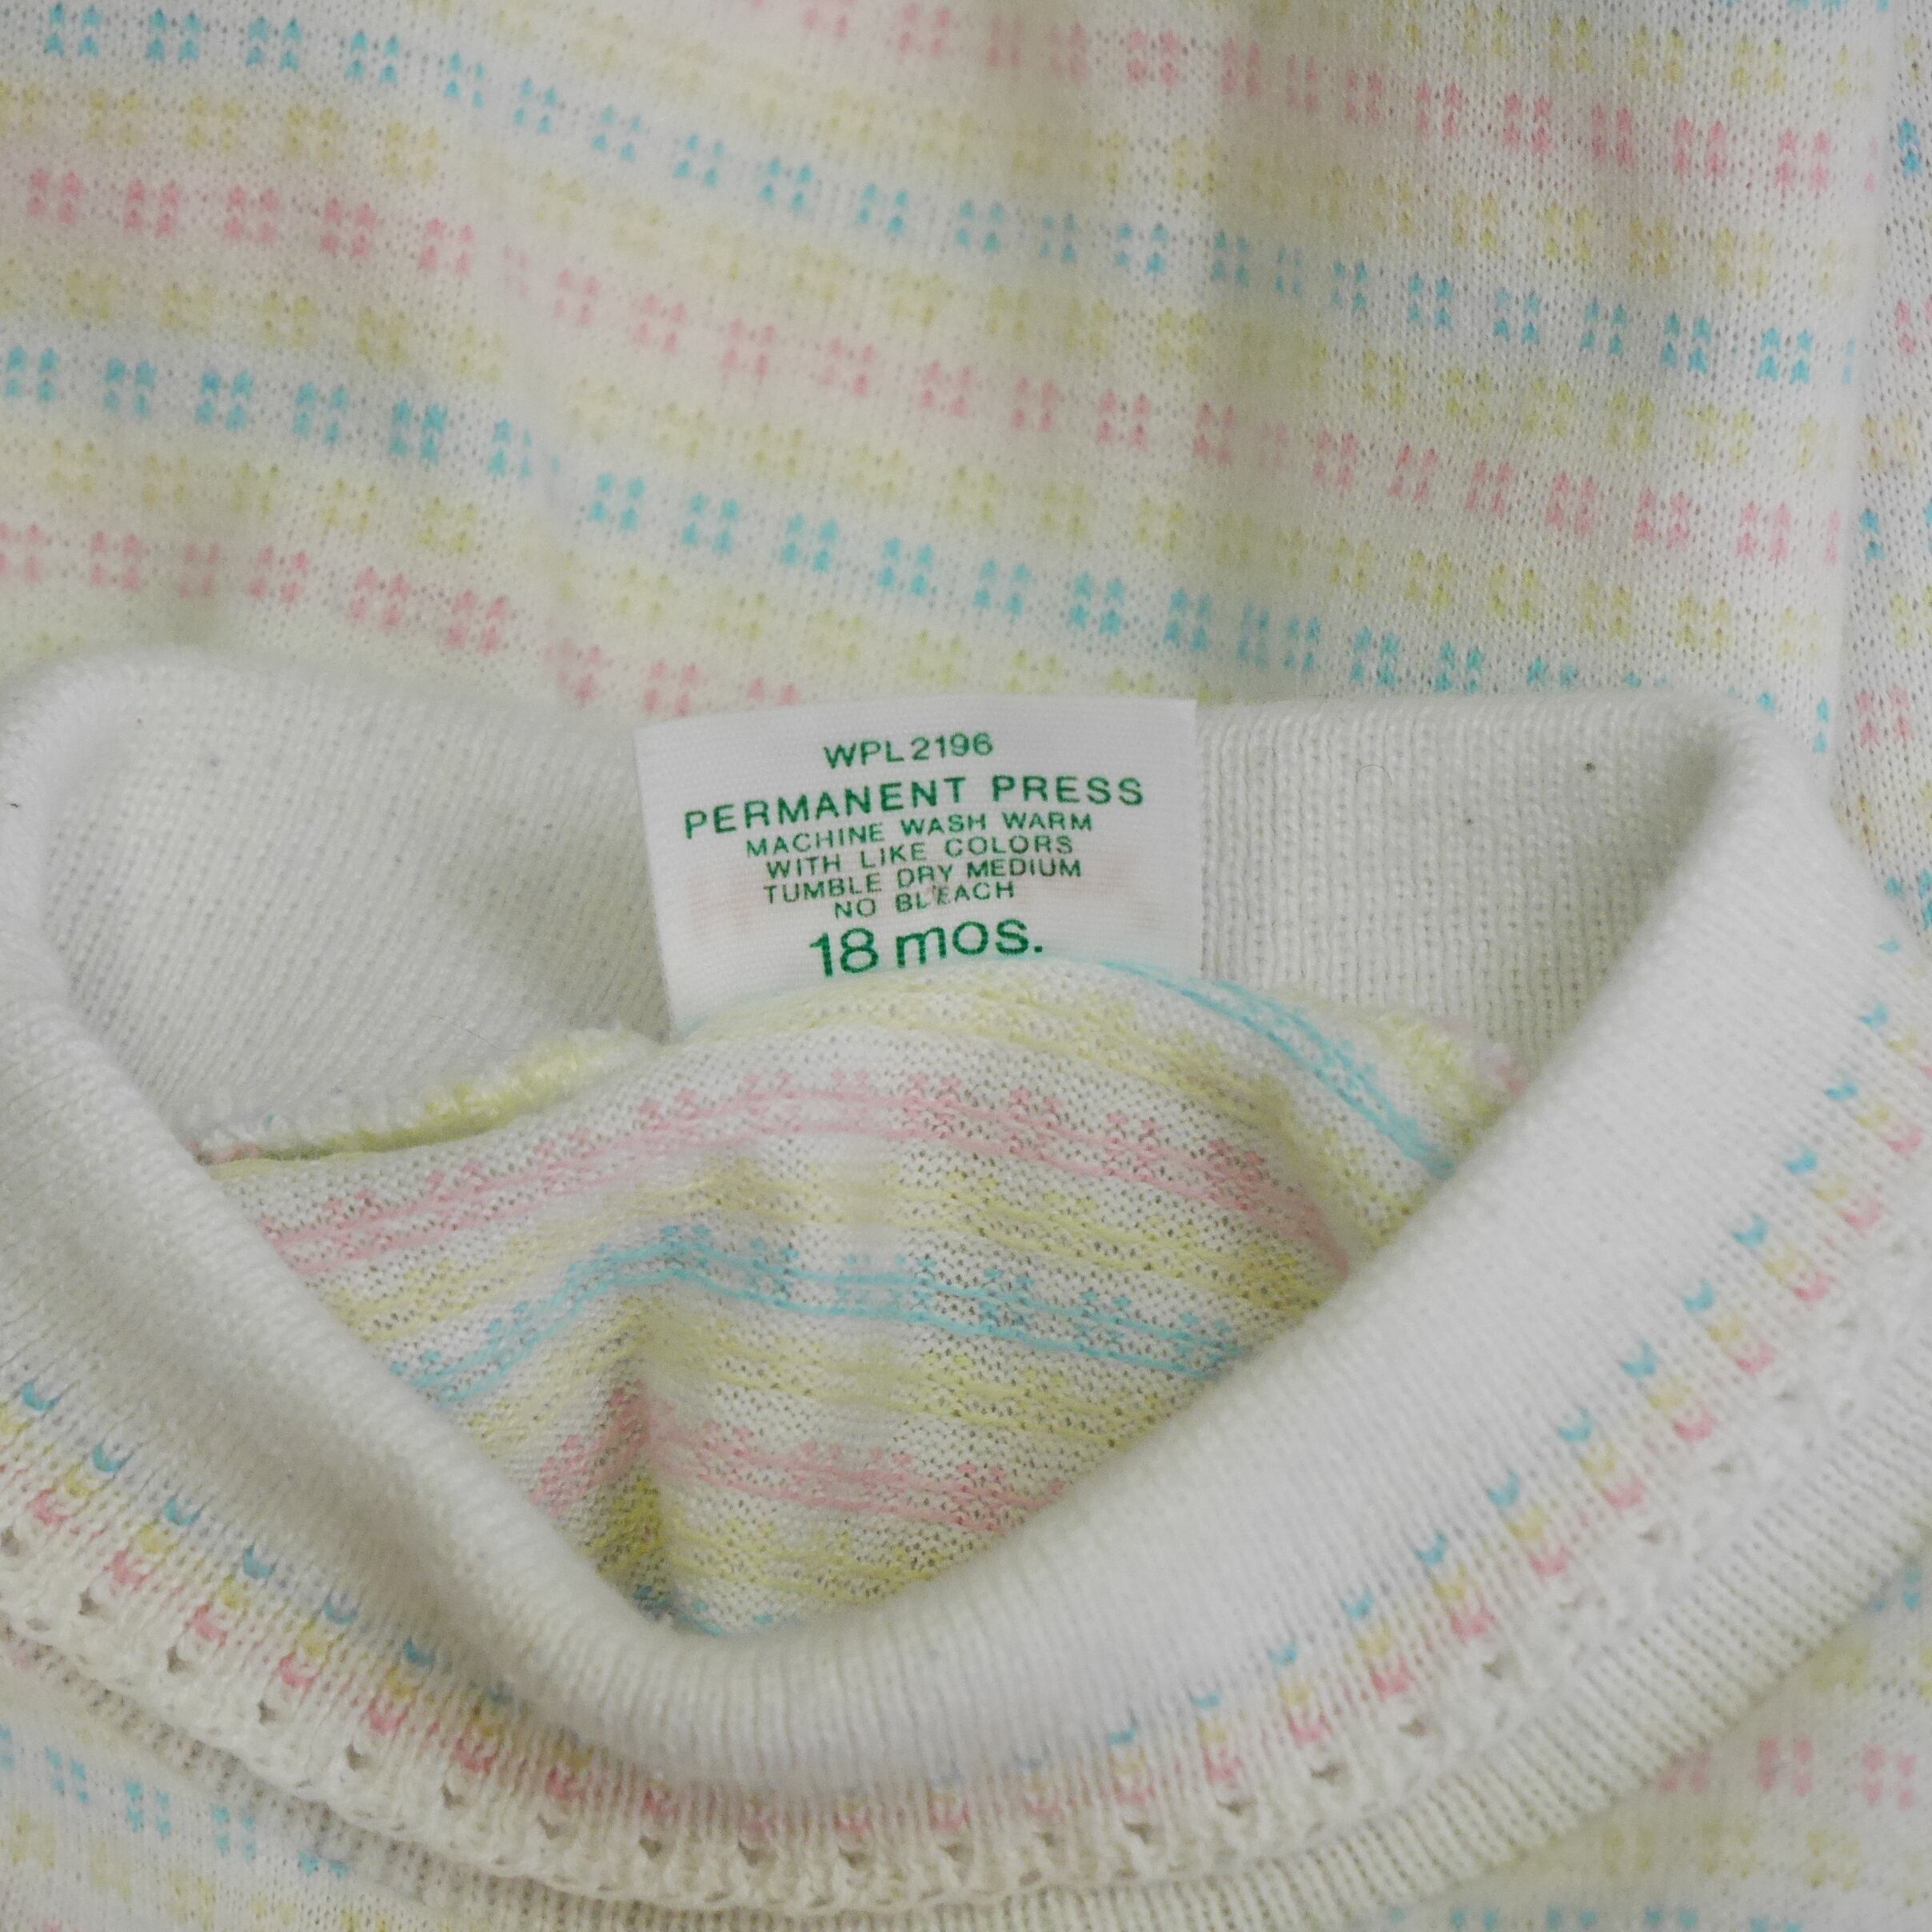 WPL 2196
PERMANENT PRESS
MACHINE WASH WARM
WITH LIKE COLORS
TUMBLE DRY MEDIUM
NO BLEACH
18 mos.